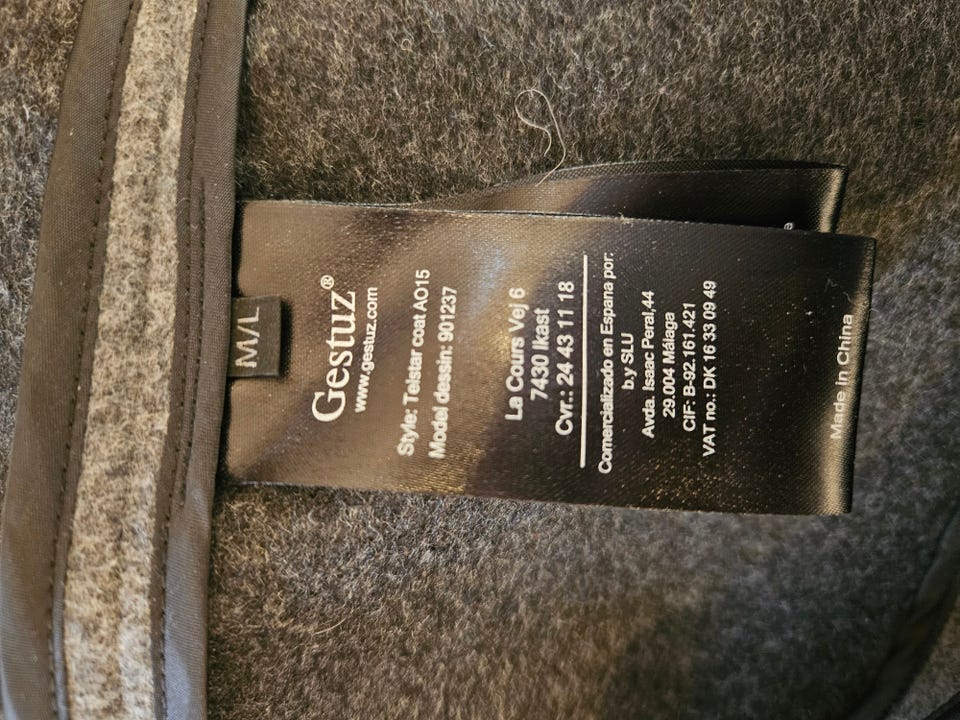 M/L
Gestuz®
www.gestuz.com
Style: Telstar coat AO15
Model dessin: 901237
La Cours Vej 6
7430 Ikast
Cvr.: 24 43 11 18
Comercializado en Espana por:
b.y SLU
Avda. Isaac Peral,44
29.004 Málaga
CIF: B-92.161.421
VAT no.: DK 16 33 09 49
Made in China